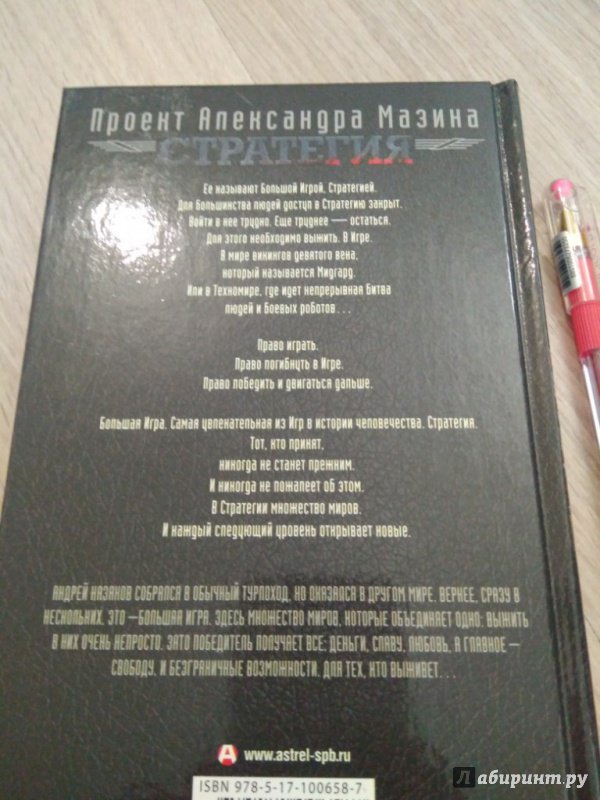 Проект Александра Мазина
СТРАТЕГИЯ
Ее называют Большой Игрой, Стратегией.
Для большинства людей доступ в Стратегию закрыт.
Войти в нее трудно. Еще труднее — остаться.
Для этого необходимо выжить. В Игре.
В мире викингов девятого века,
который называется Мидгард.
Или в Техномире, где идет непрерывная битва
людей и боевых роботов...
Право играть.
Право погибнуть в Игре.
Право победить и двигаться дальше.
Большая Игра. Самая увлекательная из Игр в истории человечества. Стратегия.
Тот, кто принят,
никогда не станет прежним.
И никогда не пожалеет об этом.
В Стратегии множество миров.
И каждый следующий уровень открывает новые.
АНДРЕЙ КАЗАКОВ СОБРАЛСЯ В ОБЫЧНЫЙ ТУРПОХОД, НО ОКАЗАЛСЯ В ДРУГОМ МИРЕ. ВЕРНЕЕ, СРАЗУ В
НЕСКОЛЬКИХ. ЭТО — БОЛЬШАЯ ИГРА. ЗДЕСЬ МНОЖЕСТВО МИРОВ, КОТОРЫЕ ОБЪЕДИНЯЕТ ОДНО: ВЫЖИТЬ
В НИХ ОЧЕНЬ НЕПРОСТО. ЗАТО ПОБЕДИТЕЛЬ ПОЛУЧАЕТ ВСЕ: ДЕНЬГИ, СЛАВУ, ЛЮБОВЬ, А ГЛАВНОЕ —
СВОБОДУ. И БЕЗГРАНИЧНЫЕ ВОЗМОЖНОСТИ. ДЛЯ ТЕХ, КТО ВЫЖИВЕТ...
www.astrel-spb.ru
ISBN 978-5-17-100658-7
Лабиринт.ру